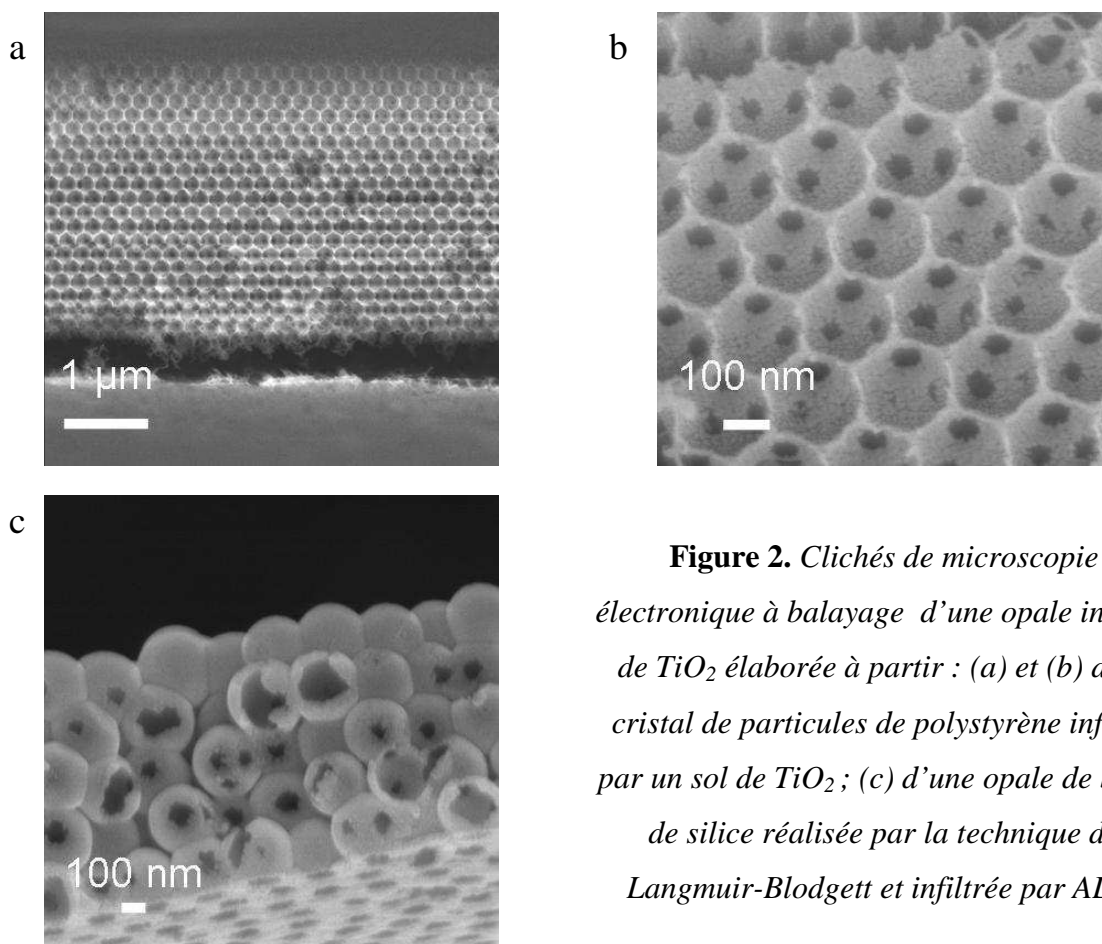 a
b
1 µm
100 nm
c
Figure 2. Clichés de microscopie
électronique à balayage d’une opale in
de TiO2 élaborée à partir : (a) et (b) d
cristal de particules de polystyrène inf
par un sol de TiO2 ; (c) d’une opale de
de silice réalisée par la technique d
Langmuir-Blodgett et infiltrée par AL
100 nm